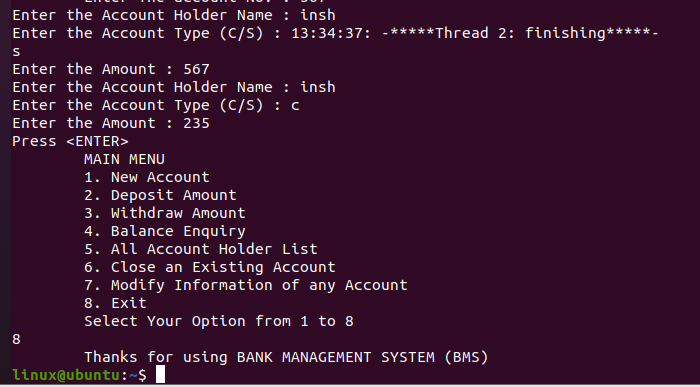 Enter the Account Holder Name : insh
Enter the Account Type (C/S) : 13:34:37: -*****Thread 2: finishing*****-
s
Enter the Amount : 567
Enter the Account Holder Name : insh
Enter the Account Type (C/S) : c
Enter the Amount : 235
Press <ENTER>
MAIN MENU
1. New Account
2. Deposit Amount
3. Withdraw Amount
4. Balance Enquiry
5. All Account Holder List
6. Close an Existing Account
7. Modify Information of any Account
8. Exit
Select Your Option from 1 to 8
8
Thanks for using BANK MANAGEMENT SYSTEM (BMS)
linux@ubuntu:~$